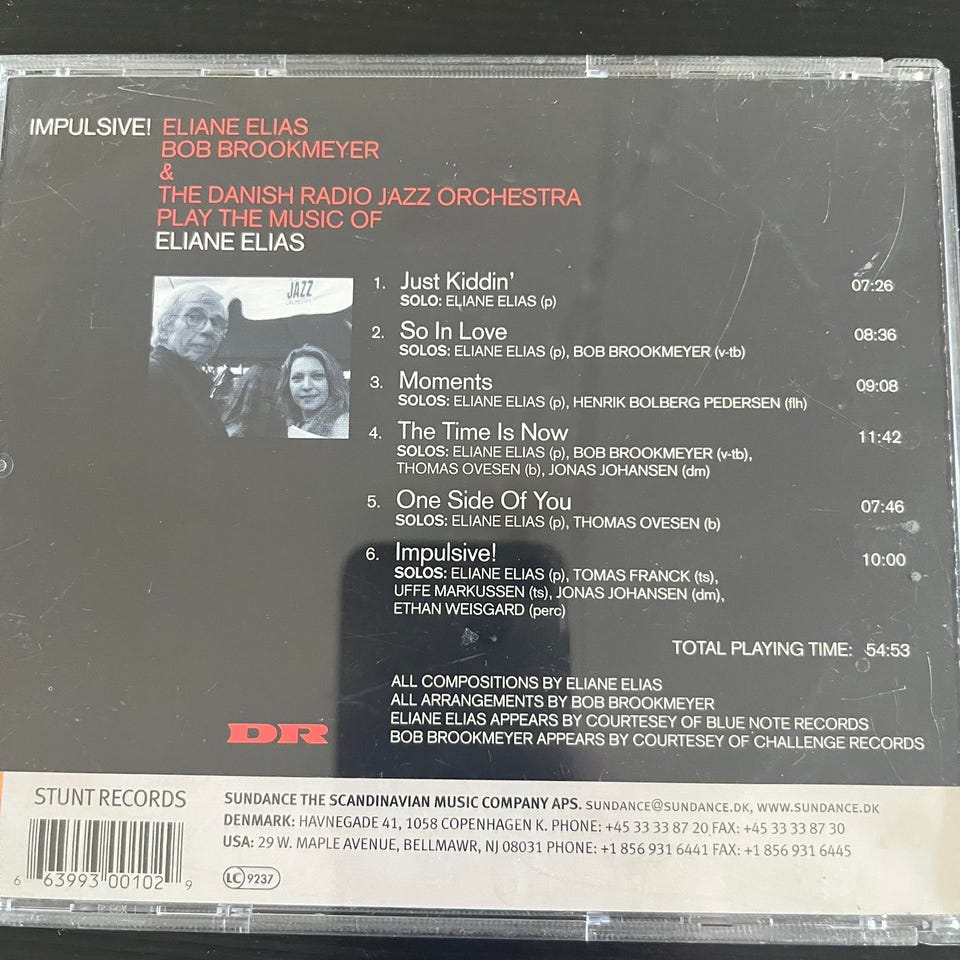 IMPULSIVE! ELIANE ELIAS
BOB BROOKMEYER
&
THE DANISH RADIO JAZZ ORCHESTRA
PLAY THE MUSIC OF
ELIANE ELIAS
JAZZ
1. Just Kiddin' 07:26
SOLO: ELIANE ELIAS (p)
2. So In Love 08:36
SOLOS: ELIANE ELIAS (p), BOB BROOKMEYER (v-tb)
3. Moments 09:08
SOLOS: ELIANE ELIAS (p), HENRIK BOLBERG PEDERSEN (flh)
4. The Time Is Now 11:42
SOLOS: ELIANE ELIAS (p), BOB BROOKMEYER (v-tb),
THOMAS OVESEN (b), JONAS JOHANSEN (dm)
5. One Side Of You 07:46
SOLOS: ELIANE ELIAS (p), THOMAS OVESEN (b)
6. Impulsive! 10:00
SOLOS: ELIANE ELIAS (p), TOMAS FRANCK (ts),
UFFE MARKUSSEN (ts), JONAS JOHANSEN (dm),
ETHAN WEISGARD (perc)
TOTAL PLAYING TIME: 54:53
ALL COMPOSITIONS BY ELIANE ELIAS
ALL ARRANGEMENTS BY BOB BROOKMEYER
ELIANE ELIAS APPEARS BY COURTESEY OF BLUE NOTE RECORDS
BOB BROOKMEYER APPEARS BY COURTESEY OF CHALLENGE RECORDS
DR
STUNT RECORDS
6 63993 00102 9
SUNDANCE THE SCANDINAVIAN MUSIC COMPANY APS. SUNDANCE@SUNDANCE.DK, WWW.SUNDANCE.DK
DENMARK: HAVNEGADE 41, 1058 COPENHAGEN K. PHONE: +45 33 33 87 20 FAX: +45 33 33 87 30
USA: 29 W. MAPLE AVENUE, BELLMAWR, NJ 08031 PHONE: +1 856 931 6441 FAX: +1 856 931 6445
LC 9237